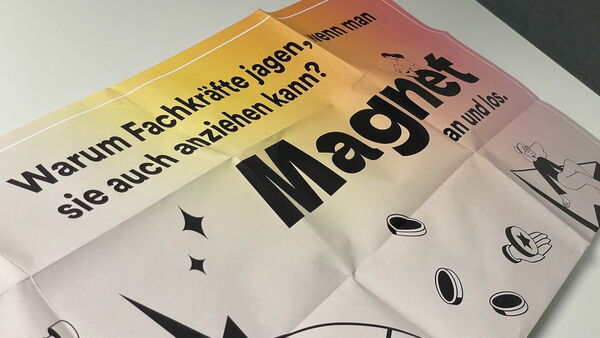 Warum Fachkräfte jagen, wenn man
sie auch anziehen kann?
Magnet
an und los.